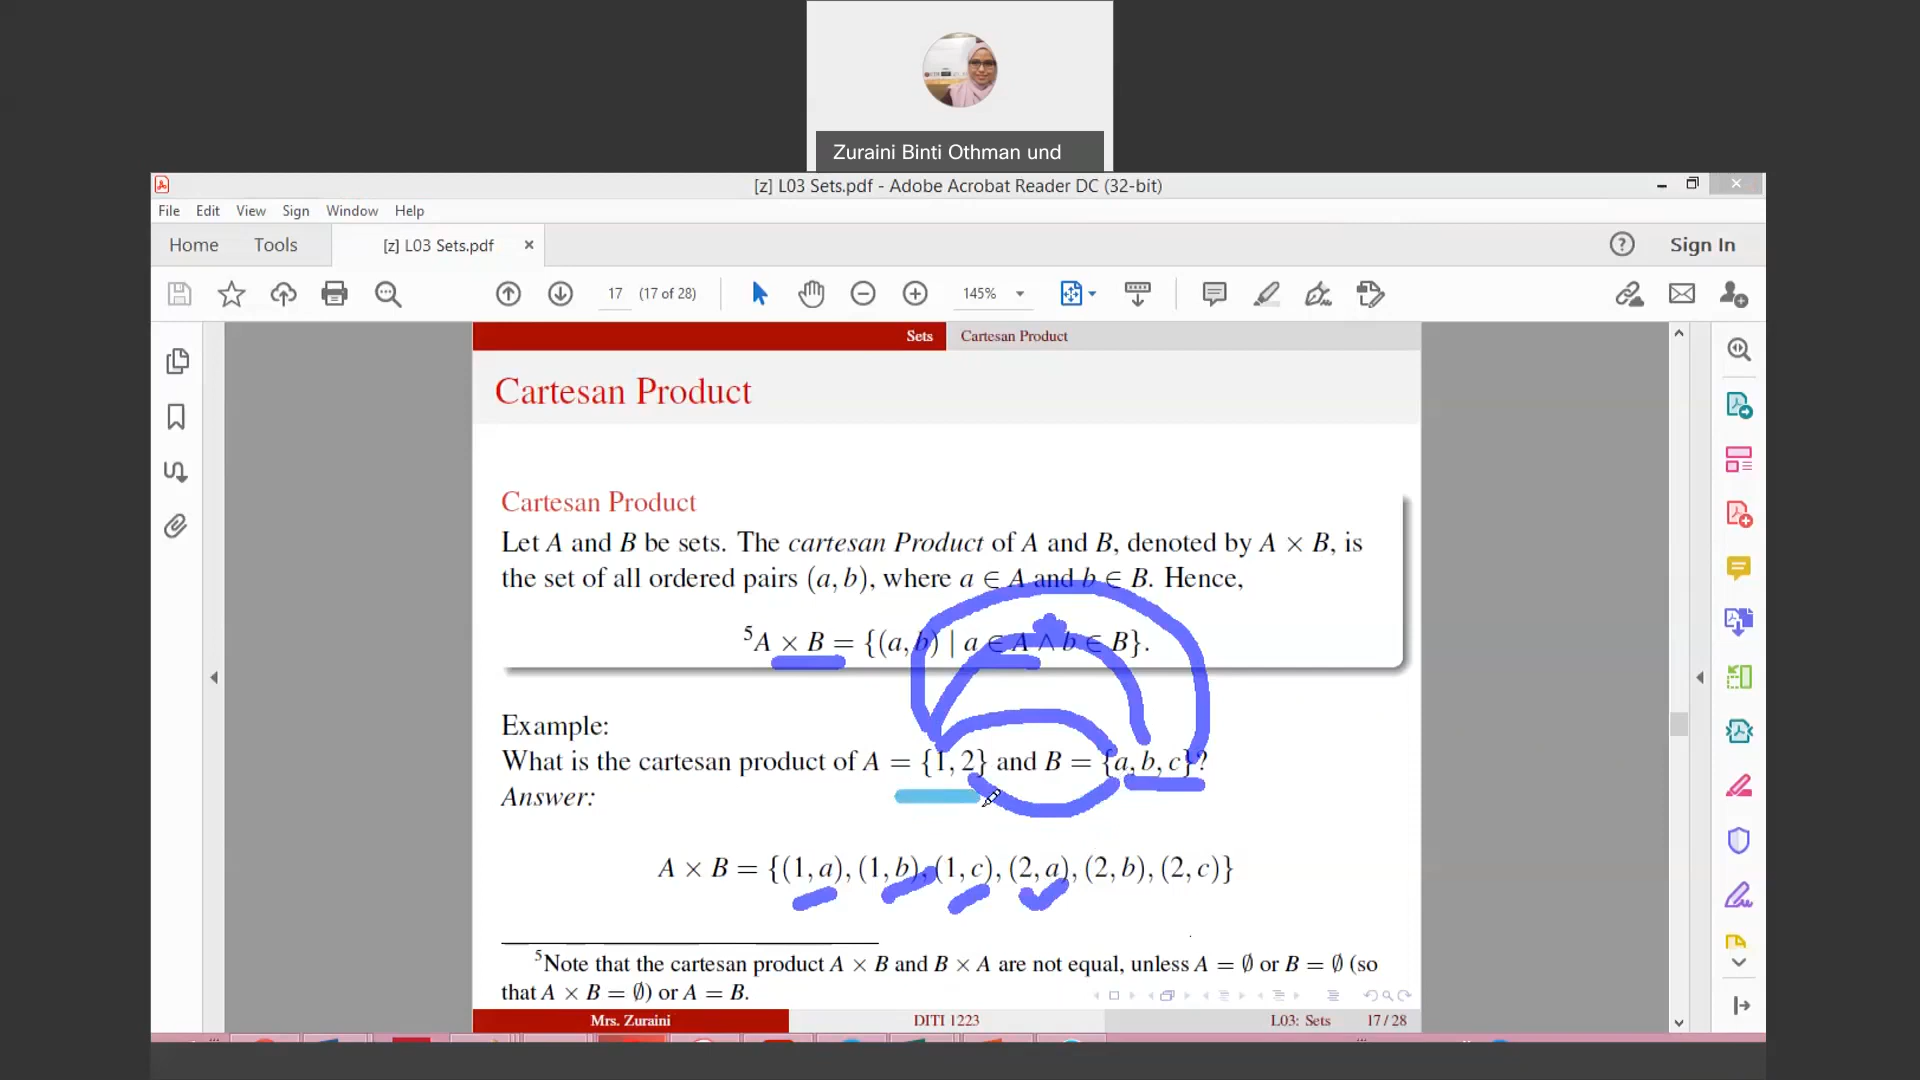 Zuraini Binti Othman und
[z] L03 Sets.pdf - Adobe Acrobat Reader DC (32-bit)
File Edit View Sign Window Help
Home Tools [z] L03 Sets.pdf × Sign In
17 (17 of 28) 145%
Sets Cartesan Product
Cartesan Product
Cartesan Product
Let A and B be sets. The cartesan Product of A and B, denoted by A × B, is
the set of all ordered pairs (a, b), where a ∈ A and b ∈ B. Hence,
⁵A × B = {(a, b) | a ∈ A ∧ b ∈ B}.
Example:
What is the cartesan product of A = {1, 2} and B = {a, b, c}?
Answer:
A × B = {(1, a), (1, b), (1, c), (2, a), (2, b), (2, c)}
⁵Note that the cartesan product A × B and B × A are not equal, unless A = ∅ or B = ∅ (so
that A × B = ∅) or A = B.
Mrs. Zuraini DITI 1223 L03: Sets 17 / 28